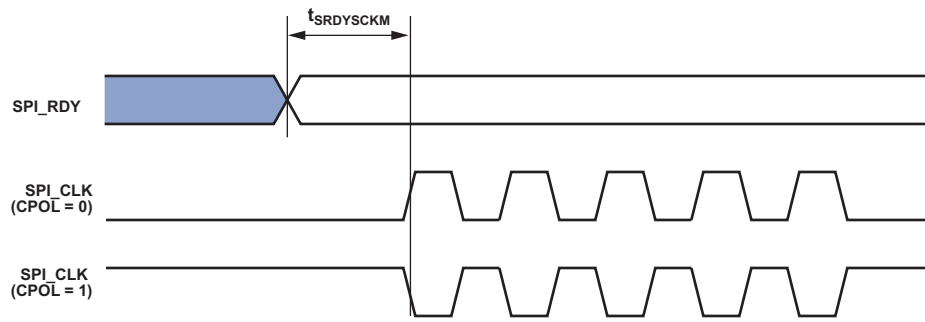 tSRDYSCKM
SPI_RDY
SPI_CLK
(CPOL = 0)
SPI_CLK
(CPOL = 1)